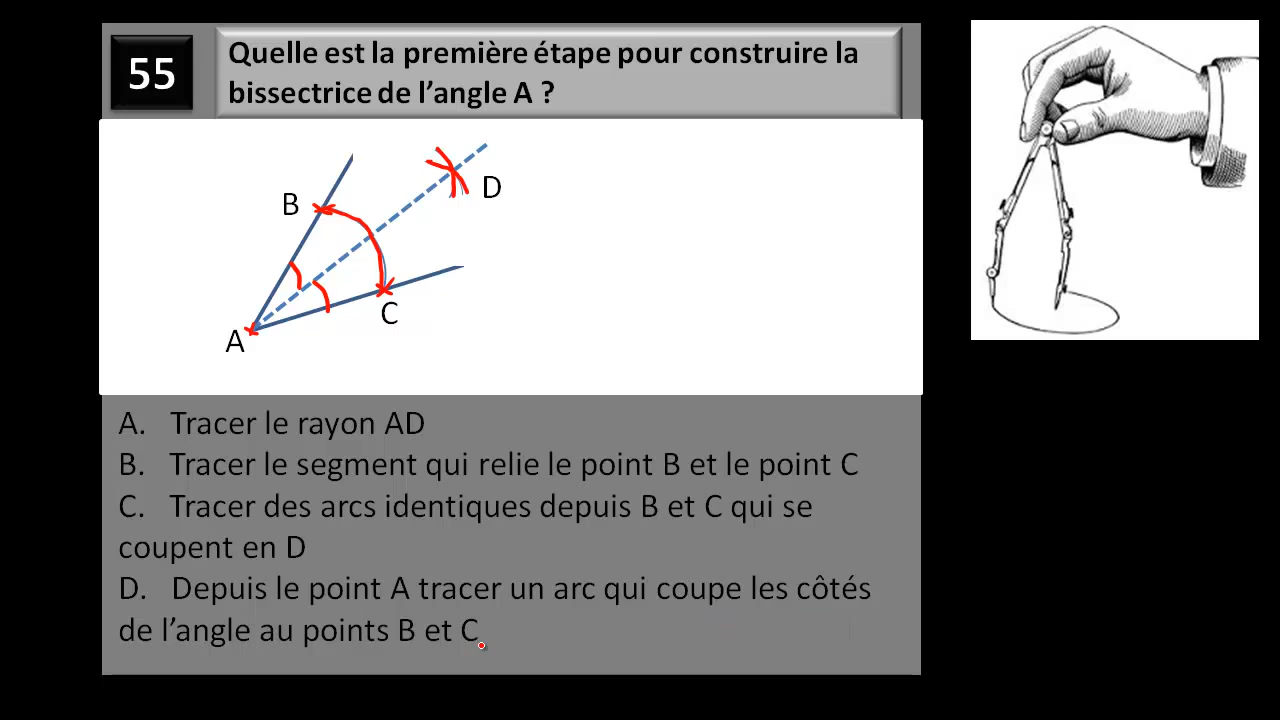 55
Quelle est la première étape pour construire la
bissectrice de l’angle A ?
B
D
C
A
A. Tracer le rayon AD
B. Tracer le segment qui relie le point B et le point C
C. Tracer des arcs identiques depuis B et C qui se
coupent en D
D. Depuis le point A tracer un arc qui coupe les côtés
de l’angle au points B et C